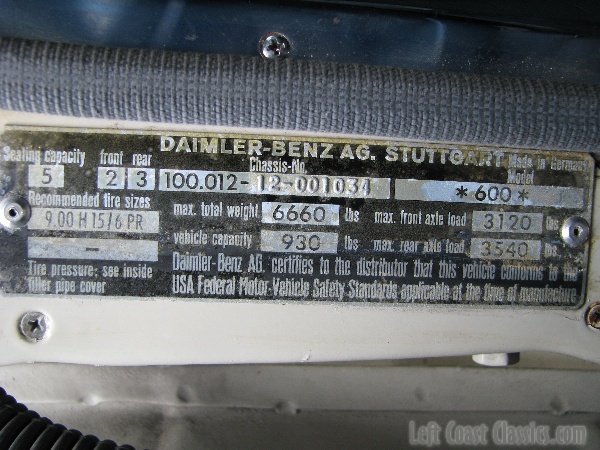 DAIMLER-BENZ AG. STUTTGART Made in Germany
Seating capacity front rear Chassis-No. Model
5 2 3 100.012-12-001034 *600*
Recommended tire sizes
9.00 H 15/6 PR max. total weight 6660 lbs max. front axle load 3120
- vehicle capacity 930 lbs max. rear axle load 3540 lbs
Tire pressure: see inside
filler pipe cover
Daimler-Benz AG. certifies to the distributor that this vehicle conforms to the
USA Federal Motor-Vehicle Safety Standards applicable at the time of manufacture.
Left Coast Classics.com